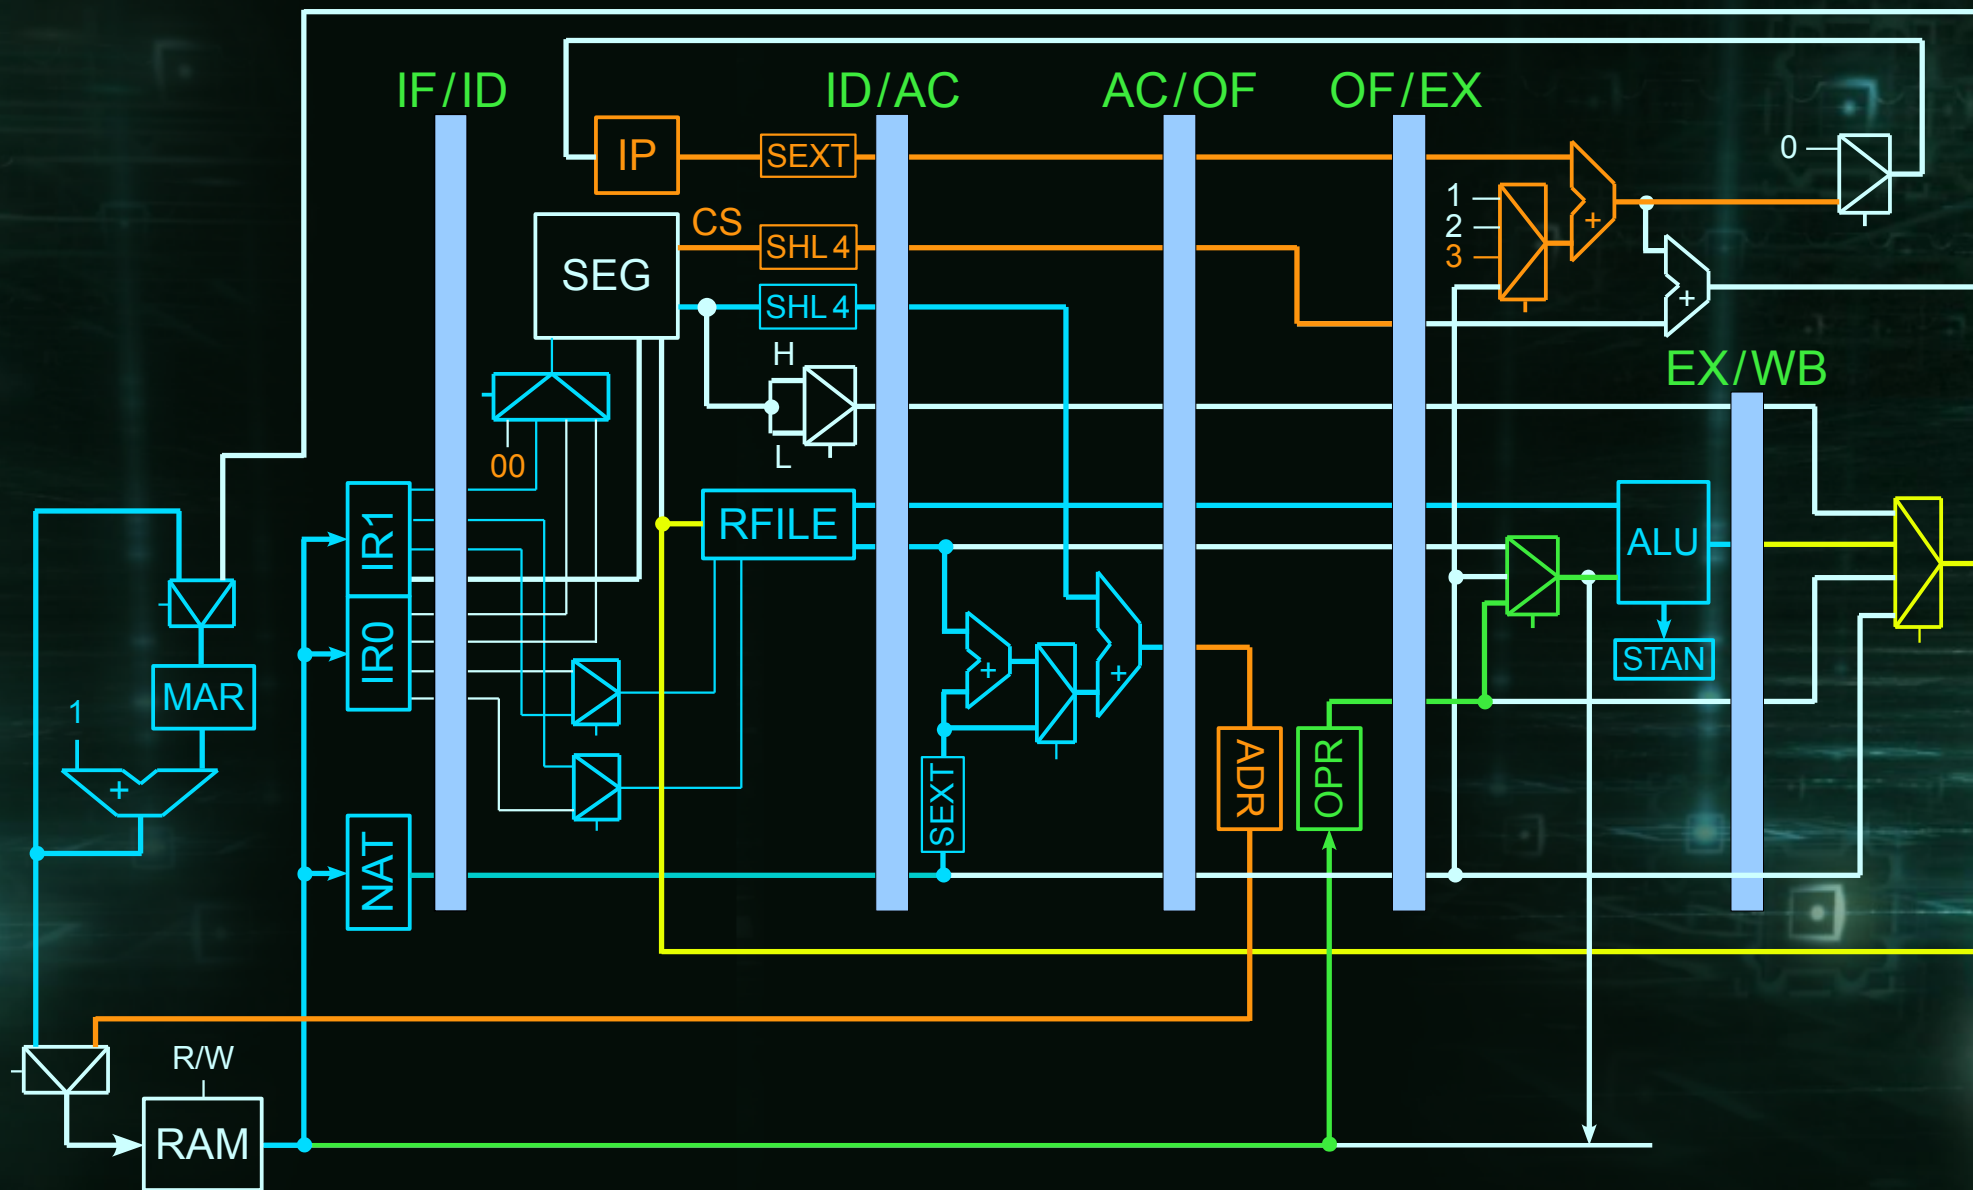 IF/ID
ID/AC
AC/OF
OF/EX
IP
SEXT
0
1
2
3
+
CS
SHL 4
SEG
SHL 4
+
H
L
EX/WB
00
IR1
RFILE
ALU
IR0
STAN
MAR
1
+
+
+
SEXT
ADR
OPR
NAT
R/W
RAM